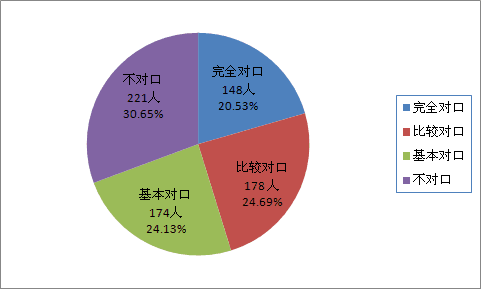 完全对口
148人
20.53%
比较对口
178人
24.69%
基本对口
174人
24.13%
不对口
221人
30.65%
完全对口
比较对口
基本对口
不对口